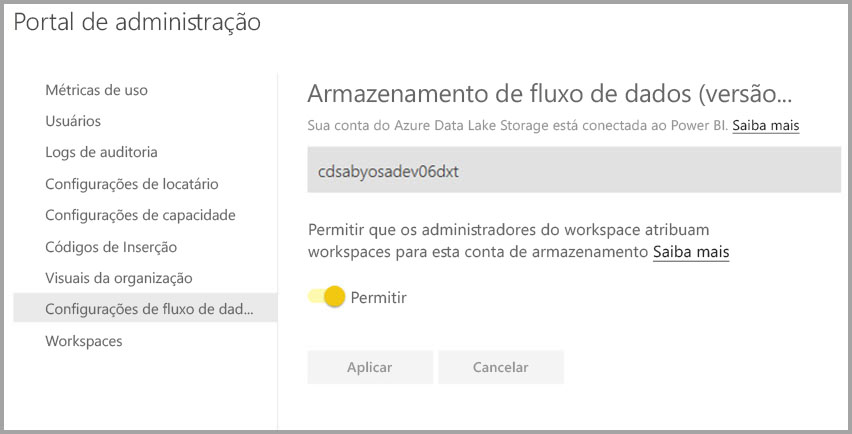 Portal de administração
Métricas de uso
Usuários
Logs de auditoria
Configurações de locatário
Configurações de capacidade
Códigos de Inserção
Visuais da organização
Configurações de fluxo de dad...
Workspaces
Armazenamento de fluxo de dados (versão...
Sua conta do Azure Data Lake Storage está conectada ao Power BI. Saiba mais
cdsabyosadev06dxt
Permitir que os administradores do workspace atribuam
workspaces para esta conta de armazenamento Saiba mais
Permitir
Aplicar Cancelar